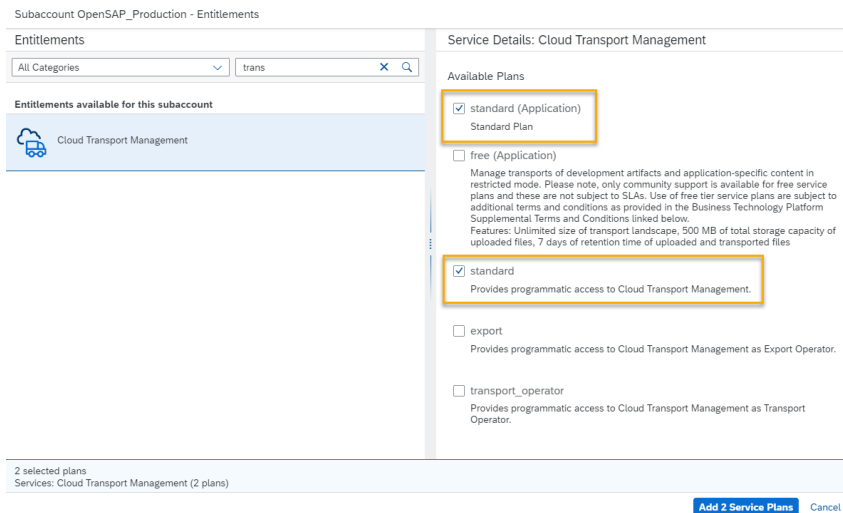 Subaccount OpenSAP_Production - Entitlements
Entitlements
All Categories
trans
Entitlements available for this subaccount
Cloud Transport Management
Service Details: Cloud Transport Management
Available Plans
standard (Application)
Standard Plan
free (Application)
Manage transports of development artifacts and application-specific content in
restricted mode. Please note, only community support is available for free service
plans and these are not subject to SLAs. Use of free tier service plans are subject to
additional terms and conditions as provided in the Business Technology Platform
Supplemental Terms and Conditions linked below.
Features: Unlimited size of transport landscape, 500 MB of total storage capacity of
uploaded files, 7 days of retention time of uploaded and transported files
standard
Provides programmatic access to Cloud Transport Management.
export
Provides programmatic access to Cloud Transport Management as Export Operator.
transport_operator
Provides programmatic access to Cloud Transport Management as Transport
Operator.
2 selected plans
Services: Cloud Transport Management (2 plans)
Add 2 Service Plans
Cancel